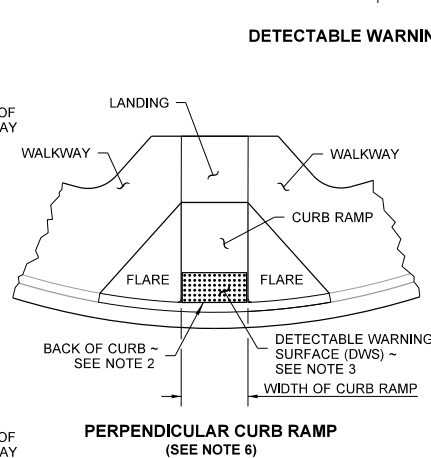 DETECTABLE WARNIN
LANDING
OF
AY
WALKWAY
WALKWAY
CURB RAMP
FLARE
FLARE
BACK OF CURB ~
SEE NOTE 2
DETECTABLE WARNING
SURFACE (DWS) ~
SEE NOTE 3
WIDTH OF CURB RAMP
OF
AY
PERPENDICULAR CURB RAMP
(SEE NOTE 6)